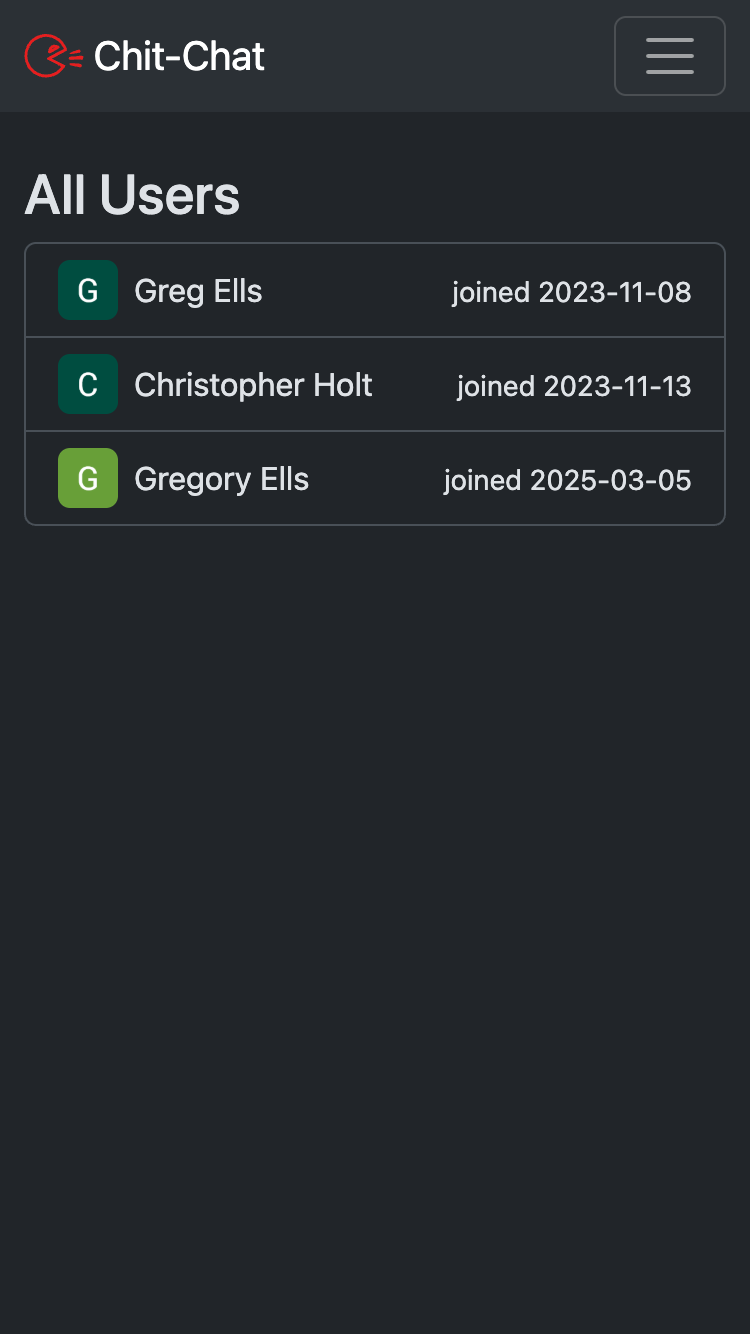 Chit-Chat
All Users
G Greg Ells joined 2023-11-08
C Christopher Holt joined 2023-11-13
G Gregory Ells joined 2025-03-05